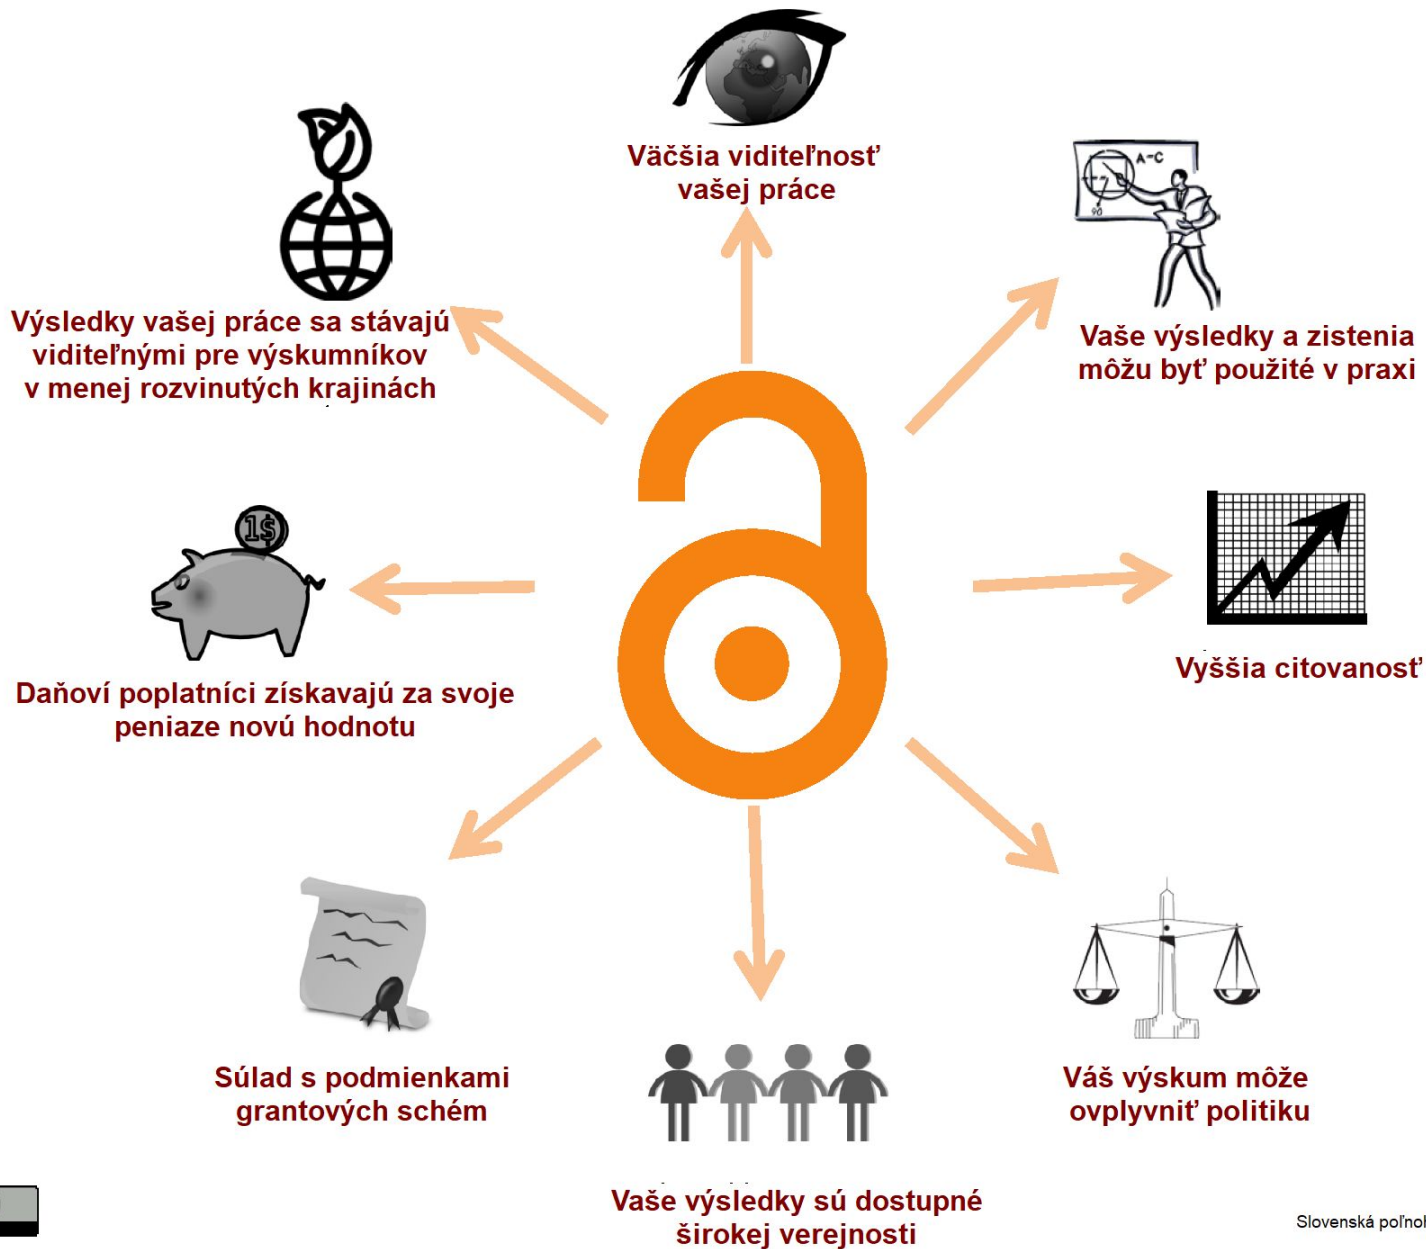 Väčšia viditeľnosť
vašej práce
A-C
90
Výsledky vašej práce sa stávajú
viditeľnými pre výskumníkov
v menej rozvinutých krajinách
Vaše výsledky a zistenia
môžu byť použité v praxi
1$
Daňoví poplatníci získavajú za svoje
peniaze novú hodnotu
Vyššia citovanosť
Súlad s podmienkami
grantových schém
Váš výskum môže
ovplyvniť politiku
Vaše výsledky sú dostupné
širokej verejnosti
Slovenská